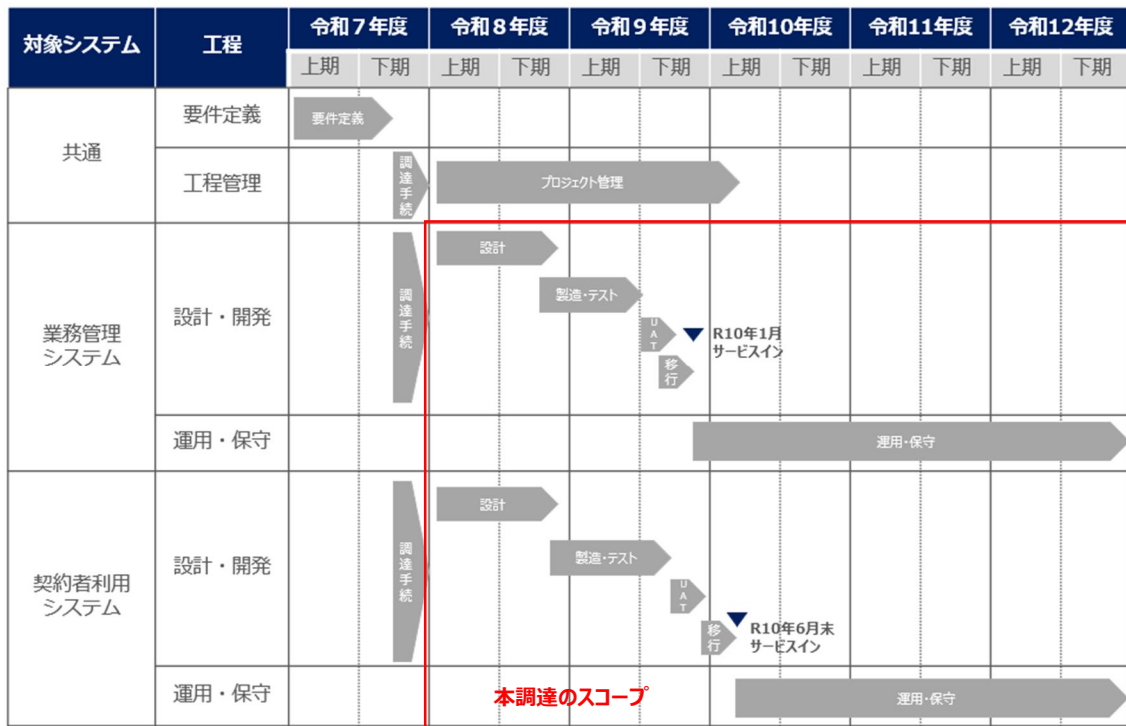 対象システム 工程 令和7年度 令和8年度 令和9年度 令和10年度 令和11年度 令和12年度
上期 下期 上期 下期 上期 下期 上期 下期 上期 下期 上期 下期
共通
要件定義
要件定義
工程管理
調達手続
プロジェクト管理
業務管理
システム
設計・開発
調達手続
設計
製造・テスト
UAT
移行
R10年1月
サービスイン
運用・保守
運用・保守
契約者利用
システム
設計・開発
調達手続
設計
製造・テスト
UAT
移行
R10年6月末
サービスイン
運用・保守
本調達のスコープ
運用・保守